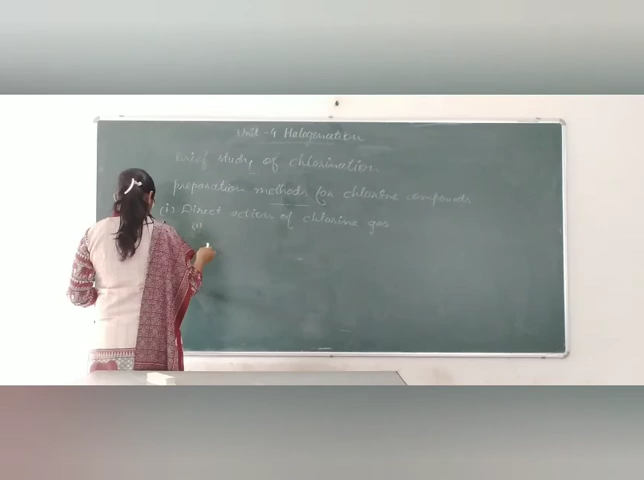 Unit - 4 Halogenation
Brief study of chlorination
preparation methods for chlorine compounds
(i) Direct action of chlorine gas